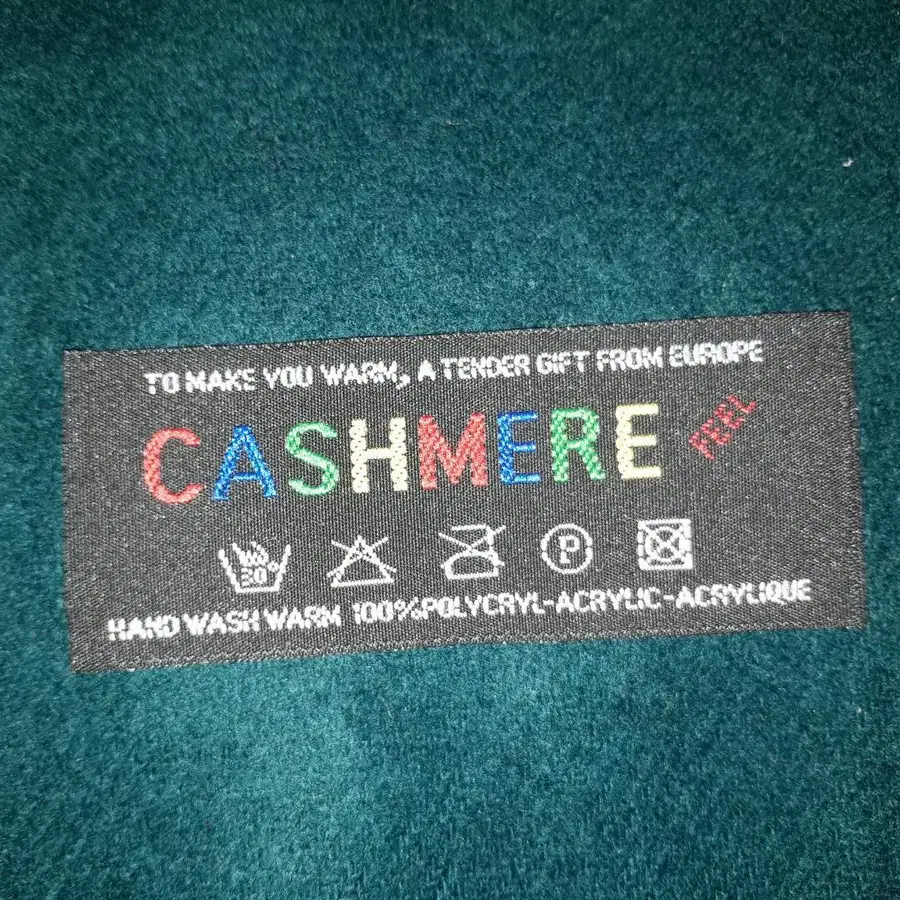 TO MAKE YOU WARM, A TENDER GIFT FROM EUROPE
CASHMERE FEEL
30° P
HAND WASH WARM 100%POLYCRYL-ACRYLIC-ACRYLIQUE